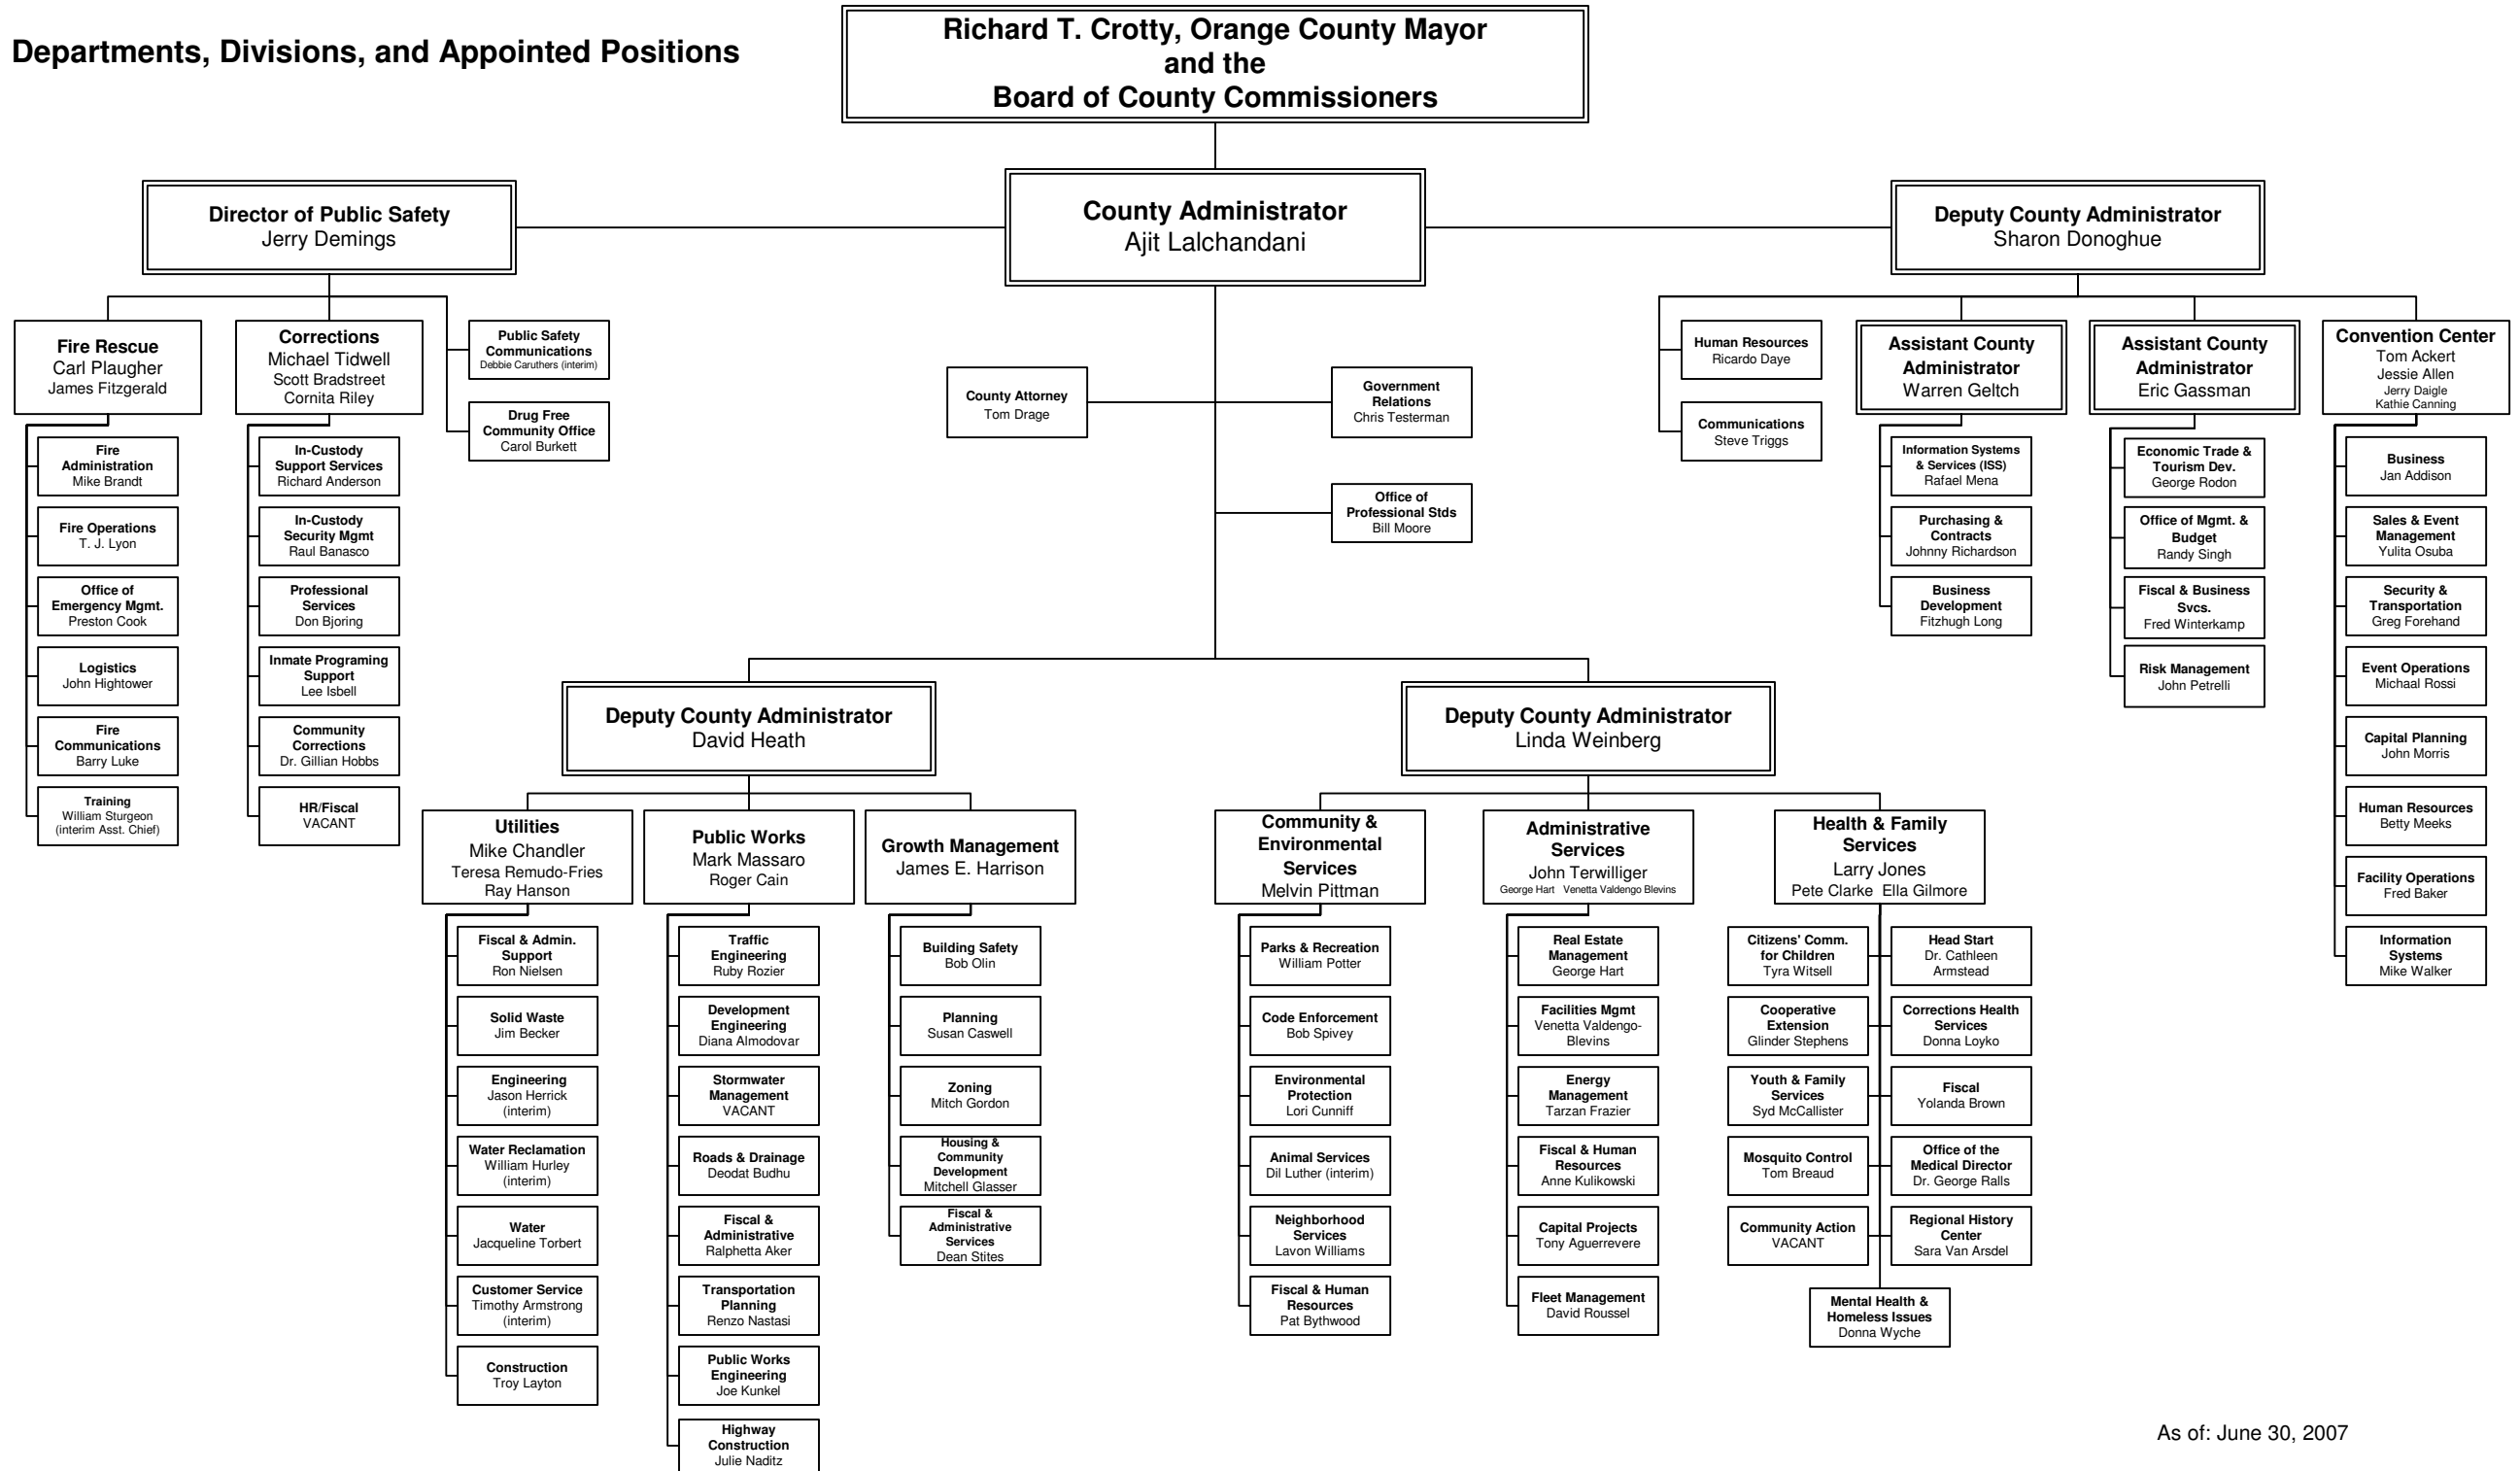 Departments, Divisions, and Appointed Positions
Richard T. Crotty, Orange County Mayor
and the
Board of County Commissioners
Director of Public Safety
Jerry Demings
County Administrator
Ajit Lalchandani
Deputy County Administrator
Sharon Donoghue
Fire Rescue
Carl Plaugher
James Fitzgerald
Corrections
Michael Tidwell
Scott Bradstreet
Cornita Riley
Public Safety
Communications
Debbie Caruthers (interim)
Drug Free
Community Office
Carol Burkett
Fire
Administration
Mike Brandt
Fire Operations
T. J. Lyon
Office of
Emergency Mgmt.
Preston Cook
Logistics
John Hightower
Fire
Communications
Barry Luke
Training
William Sturgeon
(interim Asst. Chief)
In-Custody
Support Services
Richard Anderson
In-Custody
Security Mgmt
Raul Banasco
Professional
Services
Don Bjoring
Inmate Programing
Support
Lee Isbell
Community
Corrections
Dr. Gillian Hobbs
HR/Fiscal
VACANT
County Attorney
Tom Drage
Government
Relations
Chris Testerman
Office of
Professional Stds
Bill Moore
Human Resources
Ricardo Daye
Communications
Steve Triggs
Assistant County
Administrator
Warren Geltch
Information Systems
& Services (ISS)
Rafael Mena
Purchasing &
Contracts
Johnny Richardson
Business
Development
Fitzhugh Long
Assistant County
Administrator
Eric Gassman
Economic Trade &
Tourism Dev.
George Rodon
Office of Mgmt. &
Budget
Randy Singh
Fiscal & Business
Svcs.
Fred Winterkamp
Risk Management
John Petrelli
Convention Center
Tom Ackert
Jessie Allen
Jerry Daigle
Kathie Canning
Business
Jan Addison
Sales & Event
Management
Yulita Osuba
Security &
Transportation
Greg Forehand
Event Operations
Michaal Rossi
Capital Planning
John Morris
Human Resources
Betty Meeks
Facility Operations
Fred Baker
Information
Systems
Mike Walker
Deputy County Administrator
David Heath
Deputy County Administrator
Linda Weinberg
Utilities
Mike Chandler
Teresa Remudo-Fries
Ray Hanson
Fiscal & Admin.
Support
Ron Nielsen
Solid Waste
Jim Becker
Engineering
Jason Herrick
(interim)
Water Reclamation
William Hurley
(interim)
Water
Jacqueline Torbert
Customer Service
Timothy Armstrong
(interim)
Construction
Troy Layton
Public Works
Mark Massaro
Roger Cain
Traffic
Engineering
Ruby Rozier
Development
Engineering
Diana Almodovar
Stormwater
Management
VACANT
Roads & Drainage
Deodat Budhu
Fiscal &
Administrative
Ralphetta Aker
Transportation
Planning
Renzo Nastasi
Public Works
Engineering
Joe Kunkel
Highway
Construction
Julie Naditz
Growth Management
James E. Harrison
Building Safety
Bob Olin
Planning
Susan Caswell
Zoning
Mitch Gordon
Housing &
Community
Development
Mitchell Glasser
Fiscal &
Administrative
Services
Dean Stites
Community &
Environmental
Services
Melvin Pittman
Parks & Recreation
William Potter
Code Enforcement
Bob Spivey
Environmental
Protection
Lori Cunniff
Animal Services
Dil Luther (interim)
Neighborhood
Services
Lavon Williams
Fiscal & Human
Resources
Pat Bythwood
Administrative
Services
John Terwilliger
George Hart Venetta Valdengo Blevins
Real Estate
Management
George Hart
Facilities Mgmt
Venetta Valdengo-
Blevins
Energy
Management
Tarzan Frazier
Fiscal & Human
Resources
Anne Kulikowski
Capital Projects
Tony Aguerrevere
Fleet Management
David Roussel
Health & Family
Services
Larry Jones
Pete Clarke Ella Gilmore
Citizens' Comm.
for Children
Tyra Witsell
Cooperative
Extension
Glinder Stephens
Youth & Family
Services
Syd McCallister
Mosquito Control
Tom Breaud
Community Action
VACANT
Head Start
Dr. Cathleen
Armstead
Corrections Health
Services
Donna Loyko
Fiscal
Yolanda Brown
Office of the
Medical Director
Dr. George Ralls
Regional History
Center
Sara Van Arsdel
Mental Health &
Homeless Issues
Donna Wyche
As of: June 30, 2007